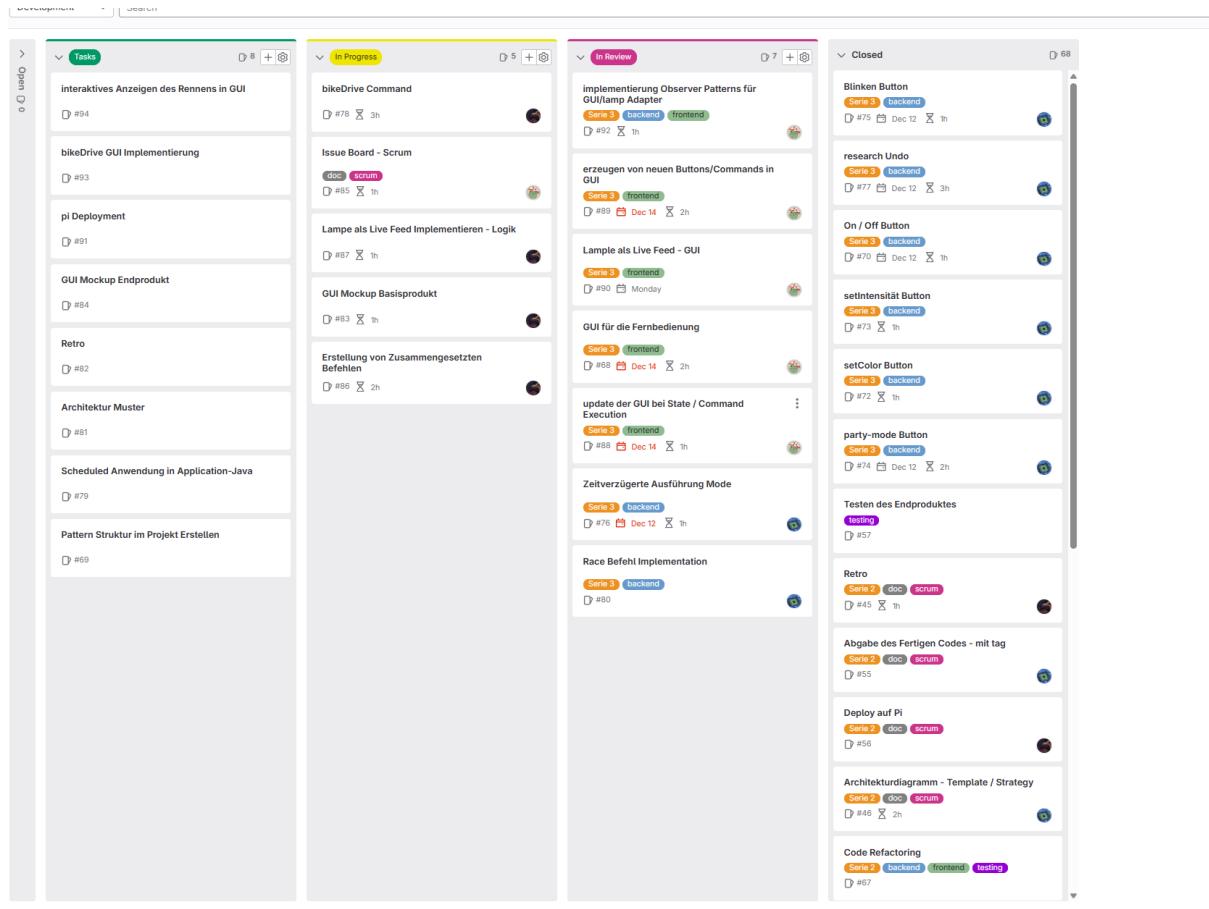 Development
Search
Open
0
Tasks
8
interaktives Anzeigen des Rennens in GUI
#94
bikeDrive GUI Implementierung
#93
pi Deployment
#91
GUI Mockup Endprodukt
#84
Retro
#82
Architektur Muster
#81
Scheduled Anwendung in Application-Java
#79
Pattern Struktur im Projekt Erstellen
#69
In Progress
5
bikeDrive Command
#78 3h
Issue Board - Scrum
doc scrum
#85 1h
Lampe als Live Feed Implementieren - Logik
#87 1h
GUI Mockup Basisprodukt
#83 1h
Erstellung von Zusammengesetzten
Befehlen
#86 2h
In Review
7
implementierung Observer Patterns für
GUI/lamp Adapter
Serie 3 backend frontend
#92 1h
erzeugen von neuen Buttons/Commands in
GUI
Serie 3 frontend
#89 Dec 14 2h
Lampe als Live Feed - GUI
Serie 3 frontend
#90 Monday
GUI für die Fernbedienung
Serie 3 frontend
#68 Dec 14 2h
update der GUI bei State / Command
Execution
Serie 3 frontend
#88 Dec 14 1h
Zeitverzügerte Ausführung Mode
Serie 3 backend
#76 Dec 12 1h
Race Befehl Implementation
Serie 3 backend
#80
Closed
68
Blinken Button
Serie 3 backend
#75 Dec 12 1h
research Undo
Serie 3 backend
#77 Dec 12 3h
On / Off Button
Serie 3 backend
#70 Dec 12 1h
setIntensität Button
Serie 3 backend
#73 1h
setColor Button
Serie 3 backend
#72 1h
party-mode Button
Serie 3 backend
#74 Dec 12 2h
Testen des Endproduktes
testing
#57
Retro
Serie 2 doc scrum
#45 1h
Abgabe des Fertigen Codes - mit tag
Serie 2 doc scrum
#55
Deploy auf Pi
Serie 2 doc scrum
#56
Architekturdiagramm - Template / Strategy
Serie 2 doc scrum
#46 2h
Code Refactoring
Serie 2 backend frontend testing
#67